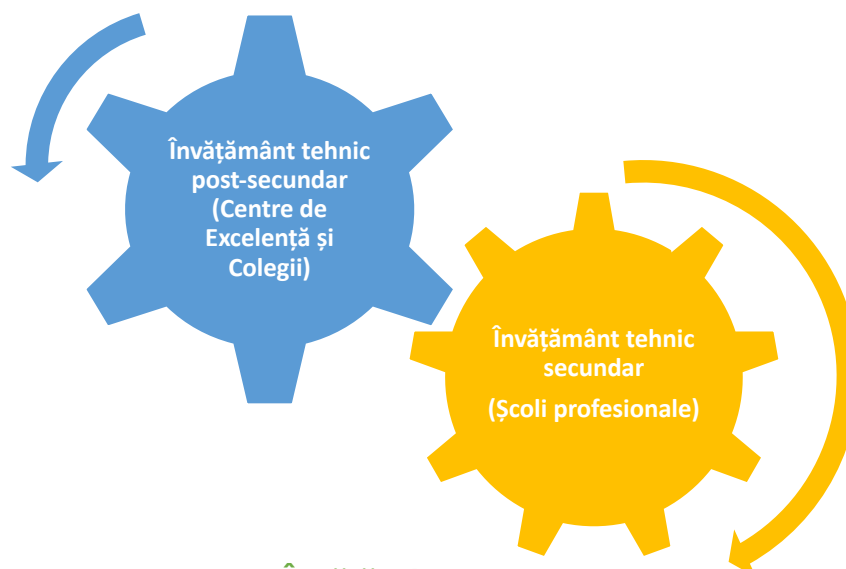 Învățământ tehnic
post-secundar
(Centre de
Excelență și
Colegii)
Învățământ tehnic
secundar
(Școli profesionale)